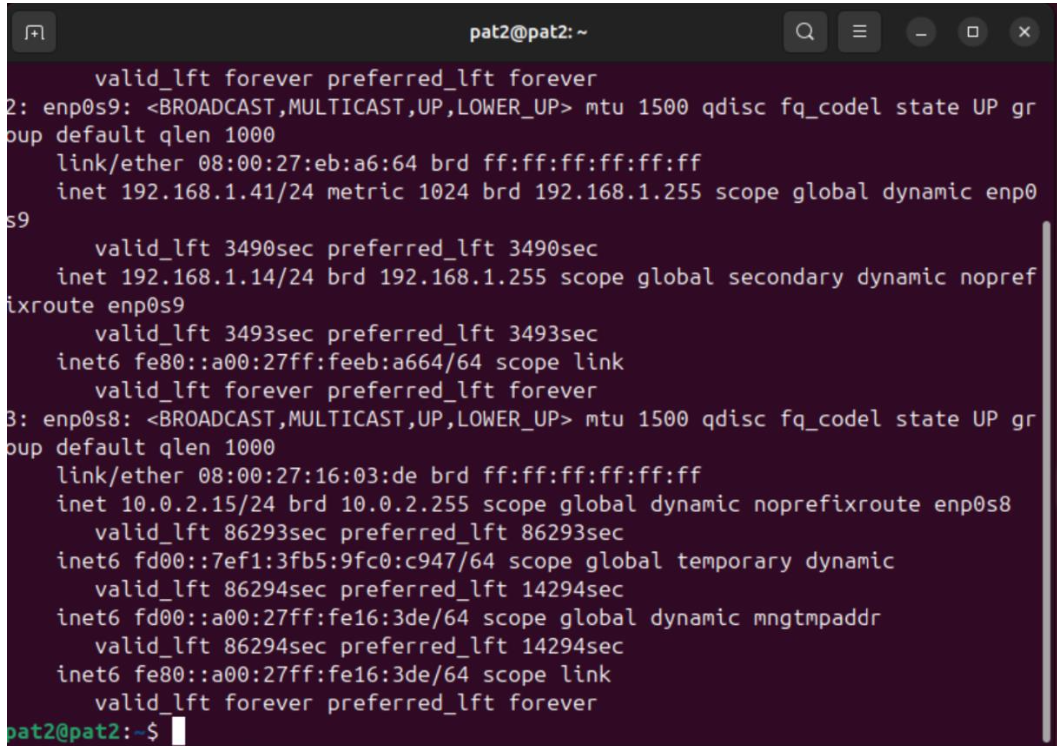 pat2@pat2: ~
valid_lft forever preferred_lft forever
2: enp0s9: <BROADCAST,MULTICAST,UP,LOWER_UP> mtu 1500 qdisc fq_codel state UP gr
oup default qlen 1000
link/ether 08:00:27:eb:a6:64 brd ff:ff:ff:ff:ff:ff
inet 192.168.1.41/24 metric 1024 brd 192.168.1.255 scope global dynamic enp0
s9
valid_lft 3490sec preferred_lft 3490sec
inet 192.168.1.14/24 brd 192.168.1.255 scope global secondary dynamic nopref
ixroute enp0s9
valid_lft 3493sec preferred_lft 3493sec
inet6 fe80::a00:27ff:feeb:a664/64 scope link
valid_lft forever preferred_lft forever
3: enp0s8: <BROADCAST,MULTICAST,UP,LOWER_UP> mtu 1500 qdisc fq_codel state UP gr
oup default qlen 1000
link/ether 08:00:27:16:03:de brd ff:ff:ff:ff:ff:ff
inet 10.0.2.15/24 brd 10.0.2.255 scope global dynamic noprefixroute enp0s8
valid_lft 86293sec preferred_lft 86293sec
inet6 fd00::7ef1:3fb5:9fc0:c947/64 scope global temporary dynamic
valid_lft 86294sec preferred_lft 14294sec
inet6 fd00::a00:27ff:fe16:3de/64 scope global dynamic mngtmpaddr
valid_lft 86294sec preferred_lft 14294sec
inet6 fe80::a00:27ff:fe16:3de/64 scope link
valid_lft forever preferred_lft forever
pat2@pat2:~$